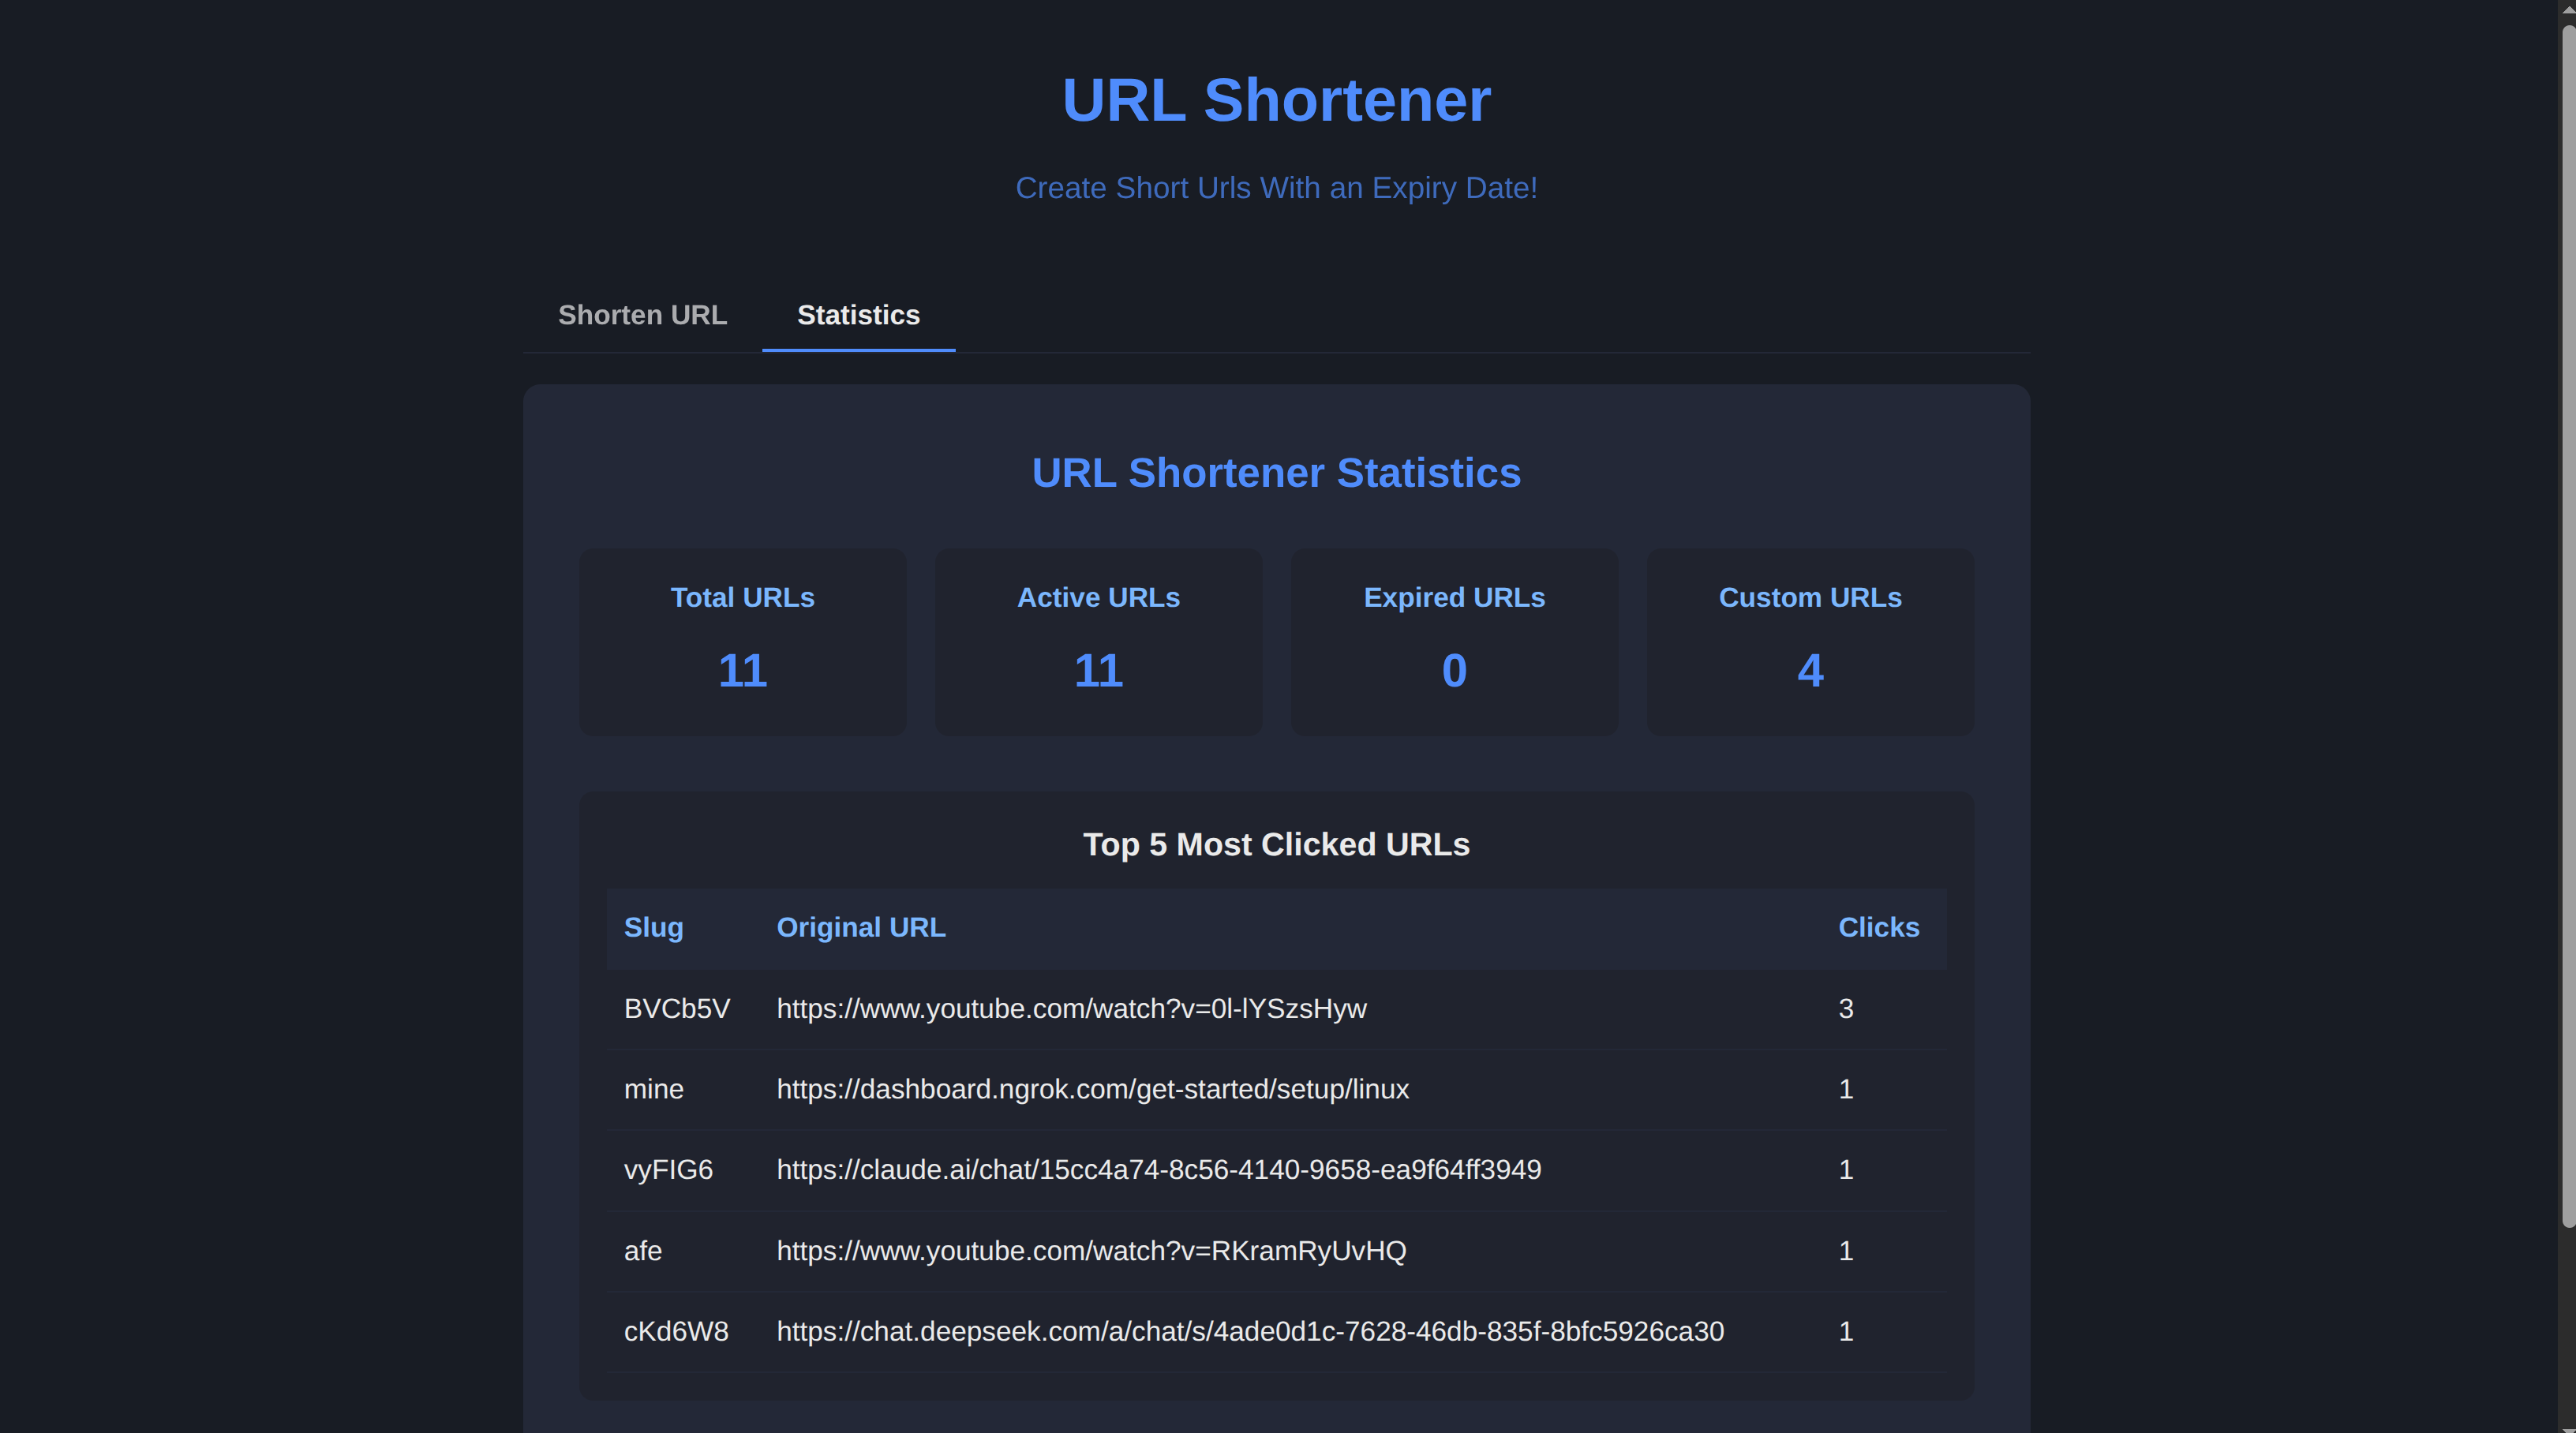 URL Shortener
Create Short Urls With an Expiry Date!
Shorten URL Statistics
URL Shortener Statistics
Total URLs Active URLs Expired URLs Custom URLs
11 11 0 4
Top 5 Most Clicked URLs
Slug Original URL Clicks
BVCb5V https://www.youtube.com/watch?v=0l-lYSzsHyw 3
mine https://dashboard.ngrok.com/get-started/setup/linux 1
vyFIG6 https://claude.ai/chat/15cc4a74-8c56-4140-9658-ea9f64ff3949 1
afe https://www.youtube.com/watch?v=RKramRyUvHQ 1
cKd6W8 https://chat.deepseek.com/a/chat/s/4ade0d1c-7628-46db-835f-8bfc5926ca30 1